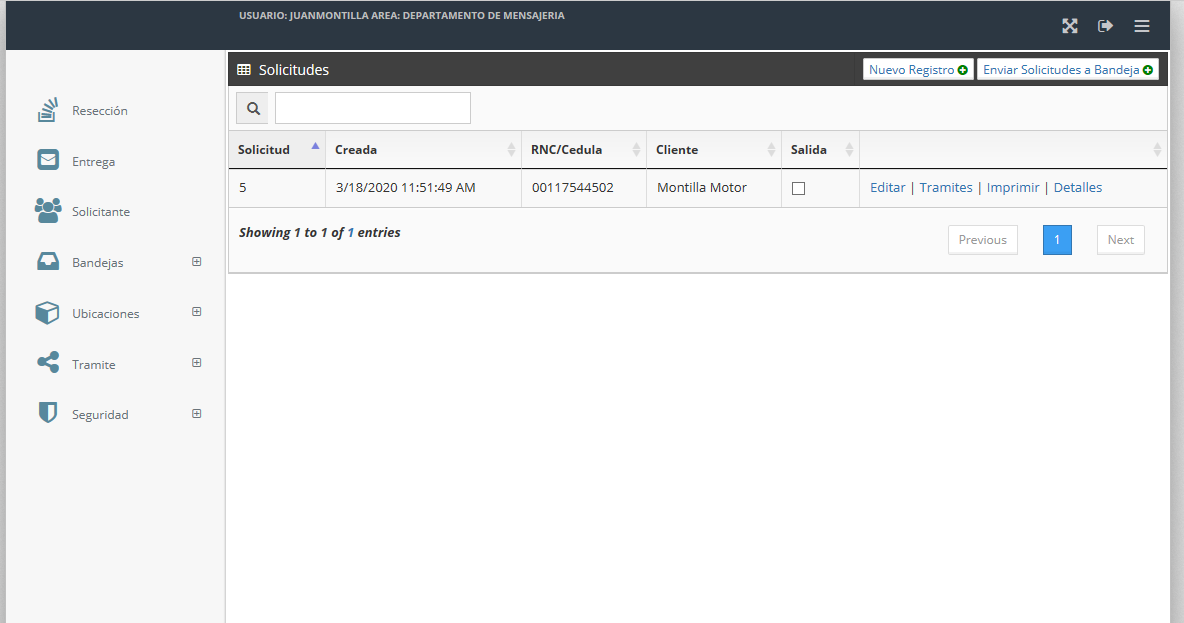 USUARIO: JUANMONTILLA AREA: DEPARTAMENTO DE MENSAJERIA
Resección
Entrega
Solicitante
Bandejas
Ubicaciones
Tramite
Seguridad
Solicitudes
Nuevo Registro Enviar Solicitudes a Bandeja
Solicitud Creada RNC/Cedula Cliente Salida
5 3/18/2020 11:51:49 AM 00117544502 Montilla Motor Editar | Tramites | Imprimir | Detalles
Showing 1 to 1 of 1 entries
Previous 1 Next